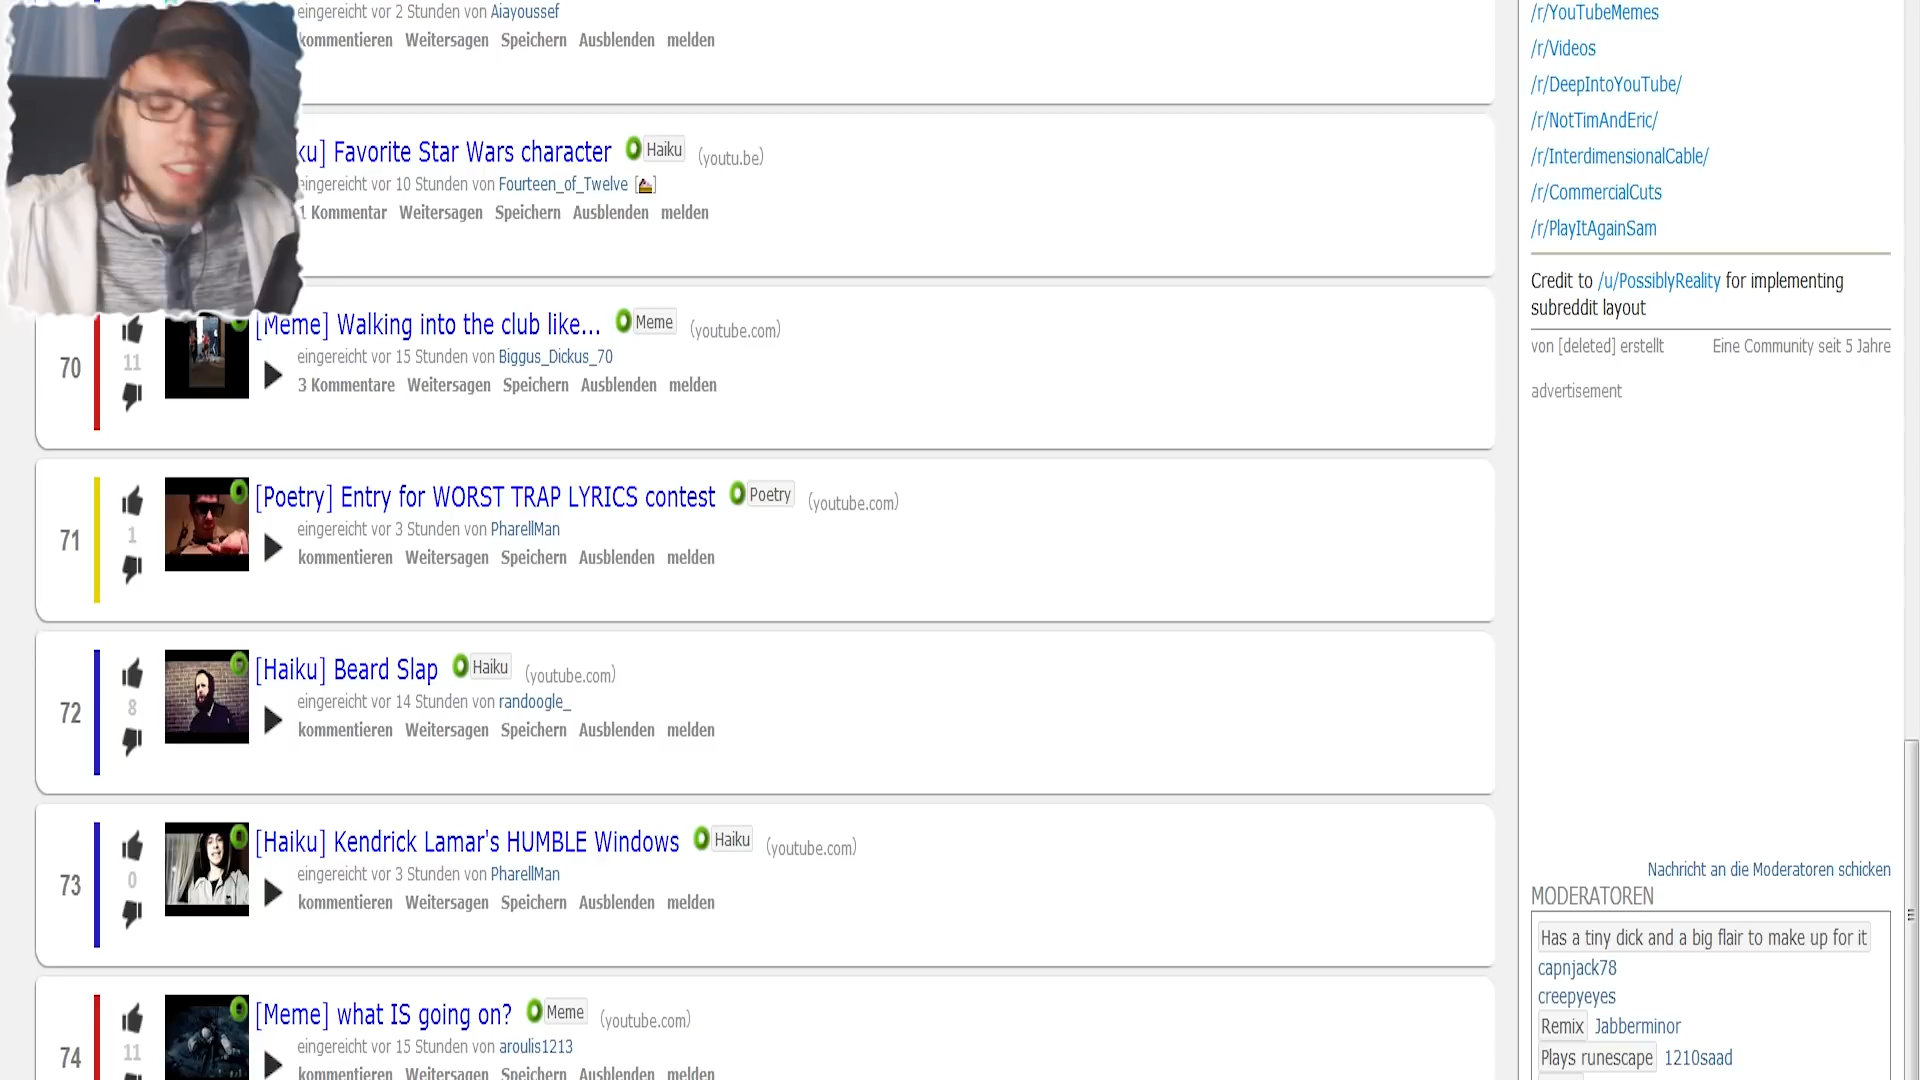 eingereicht vor 2 Stunden von Aiayoussef
kommentieren Weitersagen Speichern Ausblenden melden
ku] Favorite Star Wars character Haiku (youtu.be)
eingereicht vor 10 Stunden von Fourteen_of_Twelve
1 Kommentar Weitersagen Speichern Ausblenden melden
70
11
[Meme] Walking into the club like... Meme (youtube.com)
eingereicht vor 15 Stunden von Biggus_Dickus_70
3 Kommentare Weitersagen Speichern Ausblenden melden
71
1
[Poetry] Entry for WORST TRAP LYRICS contest Poetry (youtube.com)
eingereicht vor 3 Stunden von PharellMan
kommentieren Weitersagen Speichern Ausblenden melden
72
8
[Haiku] Beard Slap Haiku (youtube.com)
eingereicht vor 14 Stunden von randoogle_
kommentieren Weitersagen Speichern Ausblenden melden
73
0
[Haiku] Kendrick Lamar's HUMBLE Windows Haiku (youtube.com)
eingereicht vor 3 Stunden von PharellMan
kommentieren Weitersagen Speichern Ausblenden melden
74
11
[Meme] what IS going on? Meme (youtube.com)
eingereicht vor 15 Stunden von aroulis1213
kommentieren Weitersagen Speichern Ausblenden melden
/r/YouTubeMemes
/r/Videos
/r/DeepIntoYouTube/
/r/NotTimAndEric/
/r/InterdimensionalCable/
/r/CommercialCuts
/r/PlayItAgainSam
Credit to /u/PossiblyReality for implementing
subreddit layout
von [deleted] erstellt Eine Community seit 5 Jahre
advertisement
Nachricht an die Moderatoren schicken
MODERATOREN
Has a tiny dick and a big flair to make up for it
capnjack78
creepyeyes
Remix Jabberminor
Plays runescape 1210saad